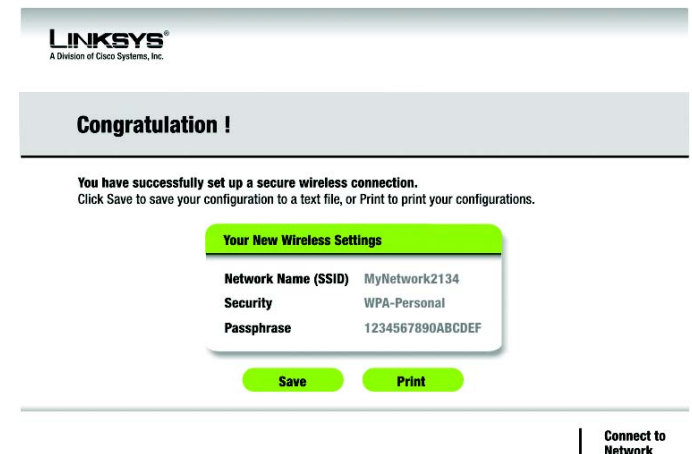 LINKSYS®
A Division of Cisco Systems, Inc.
Congratulation !
You have successfully set up a secure wireless connection.
Click Save to save your configuration to a text file, or Print to print your configurations.
Your New Wireless Settings
Network Name (SSID) MyNetwork2134
Security WPA-Personal
Passphrase 1234567890ABCDEF
Save Print
Connect to
Network